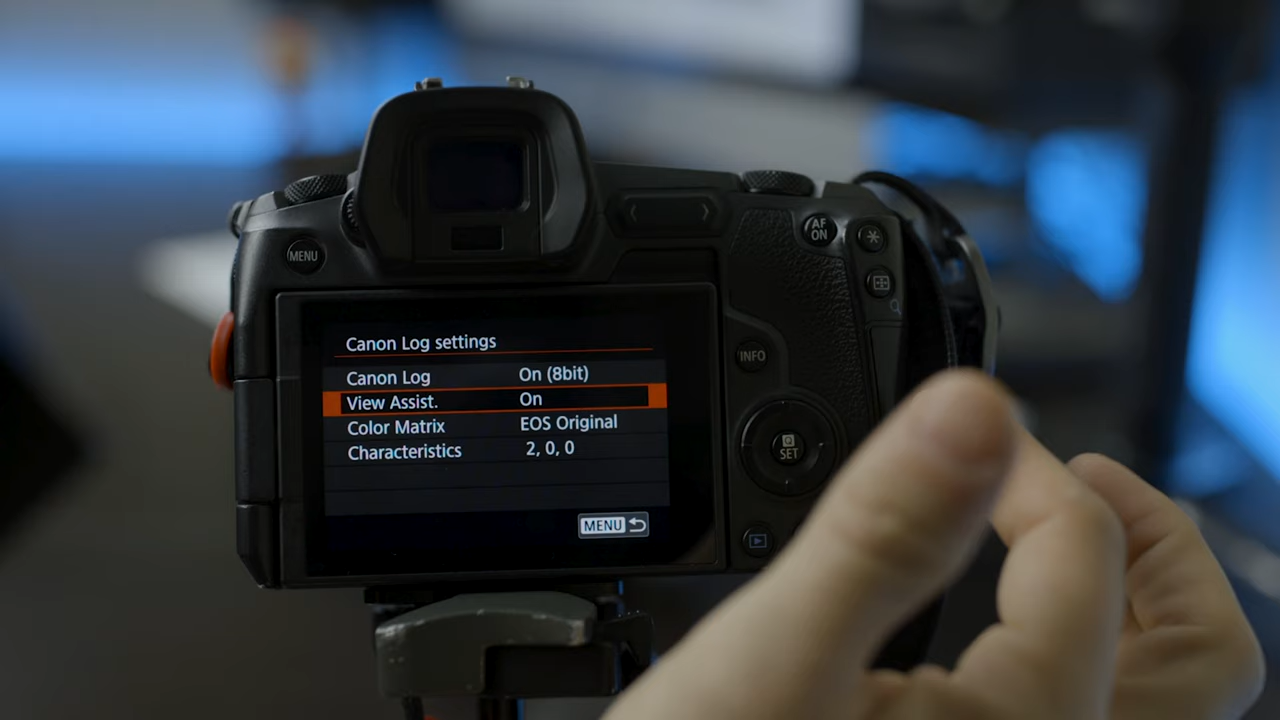 MENU
AF
ON
INFO
Q
SET
Canon Log settings
Canon Log On (8bit)
View Assist. On
Color Matrix EOS Original
Characteristics 2, 0, 0
MENU